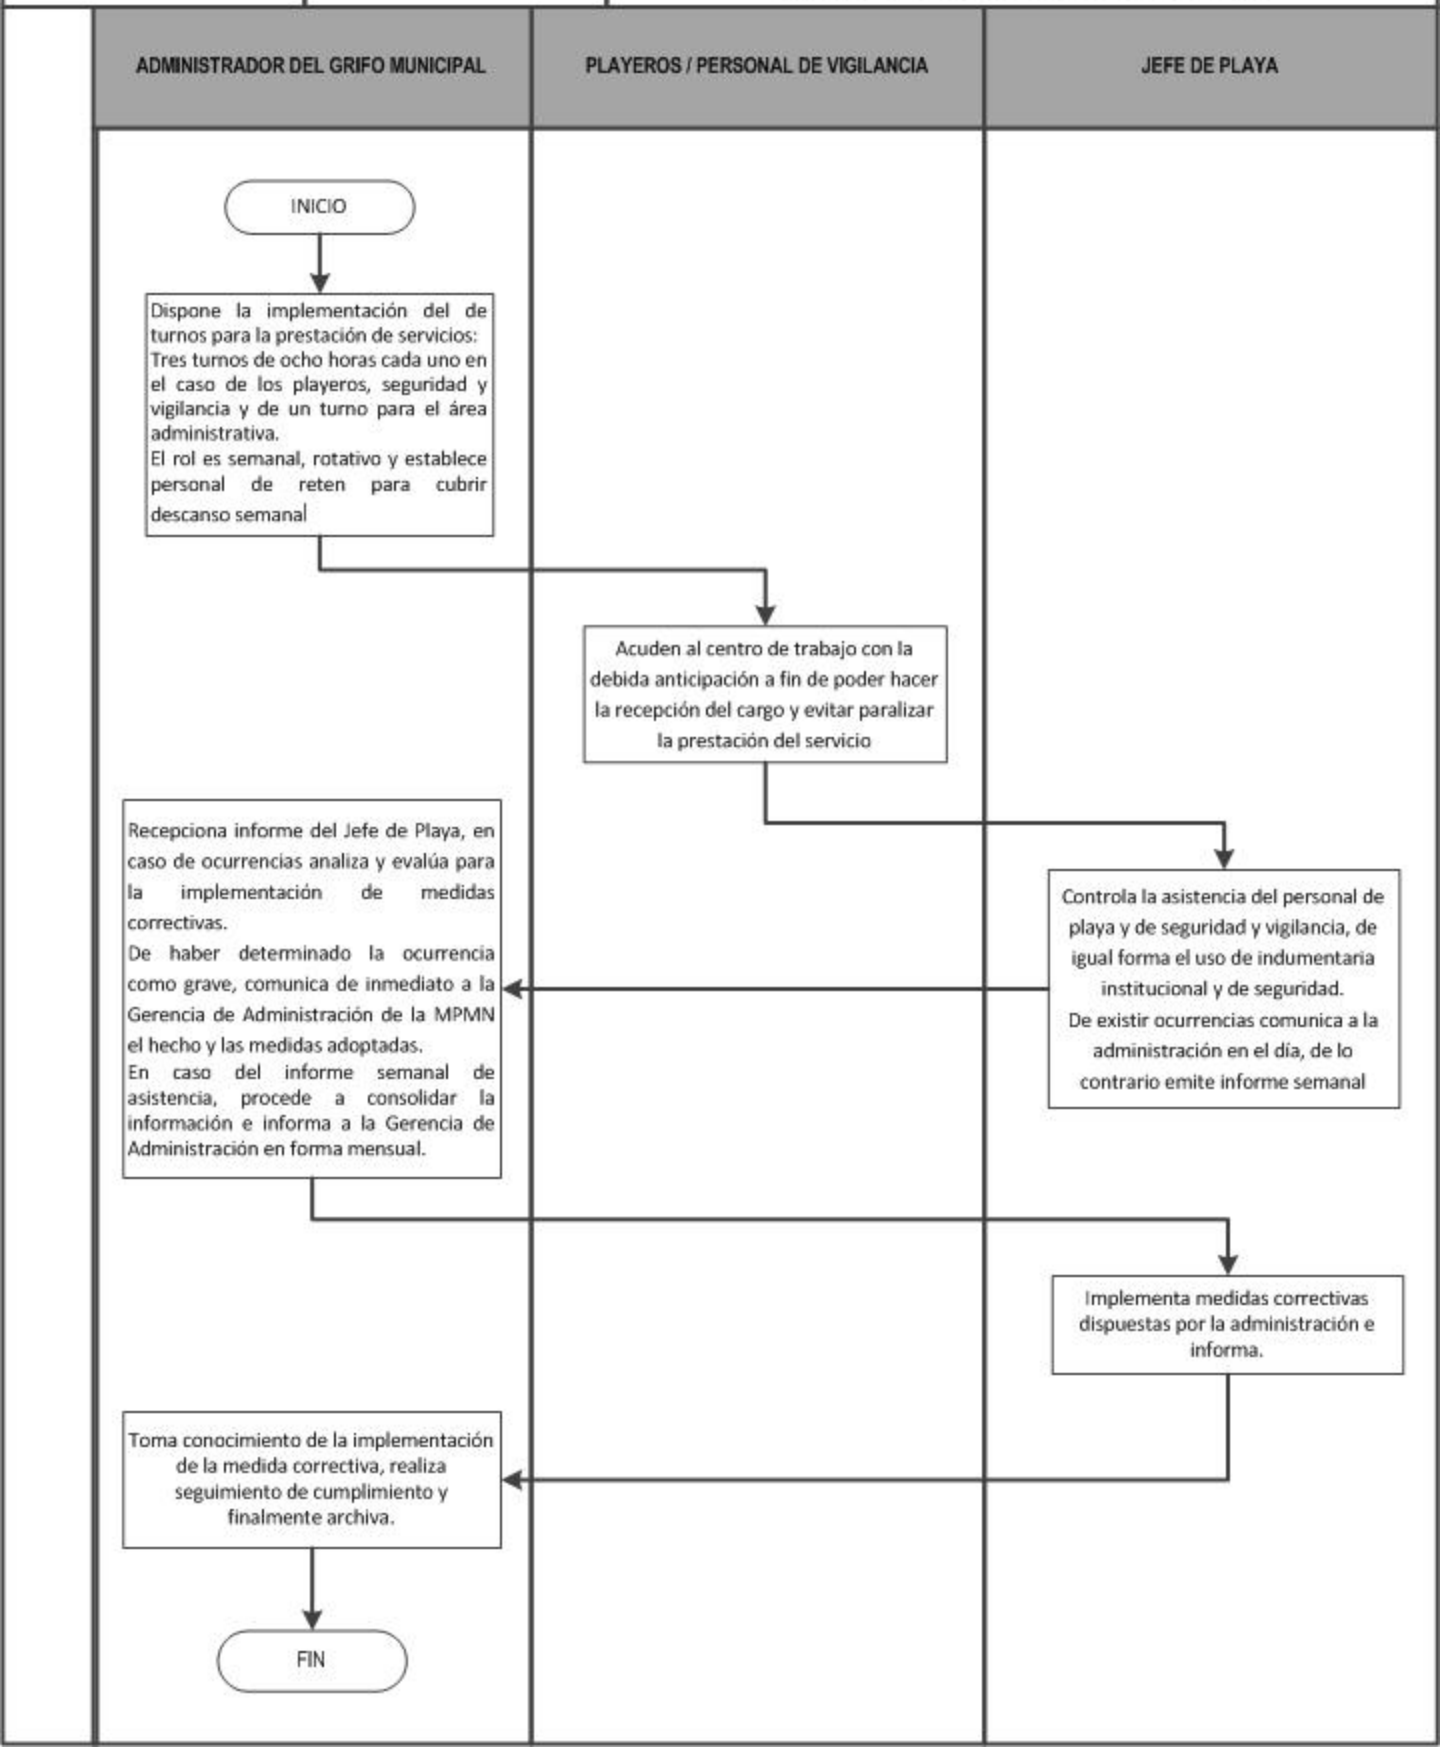 ADMINISTRADOR DEL GRIFO MUNICIPAL
PLAYEROS / PERSONAL DE VIGILANCIA
JEFE DE PLAYA
INICIO
Dispone la implementación del de
turnos para la prestación de servicios:
Tres turnos de ocho horas cada uno en
el caso de los playeros, seguridad y
vigilancia y de un turno para el área
administrativa.
El rol es semanal, rotativo y establece
personal de reten para cubrir
descanso semanal
Acuden al centro de trabajo con la
debida anticipación a fin de poder hacer
la recepción del cargo y evitar paralizar
la prestación del servicio
Controla la asistencia del personal de
playa y de seguridad y vigilancia, de
igual forma el uso de indumentaria
institucional y de seguridad.
De existir ocurrencias comunica a la
administración en el día, de lo
contrario emite informe semanal
Recepciona informe del Jefe de Playa, en
caso de ocurrencias analiza y evalúa para
la implementación de medidas
correctivas.
De haber determinado la ocurrencia
como grave, comunica de inmediato a la
Gerencia de Administración de la MPMN
el hecho y las medidas adoptadas.
En caso del informe semanal de
asistencia, procede a consolidar la
información e informa a la Gerencia de
Administración en forma mensual.
Implementa medidas correctivas
dispuestas por la administración e
informa.
Toma conocimiento de la implementación
de la medida correctiva, realiza
seguimiento de cumplimiento y
finalmente archiva.
FIN